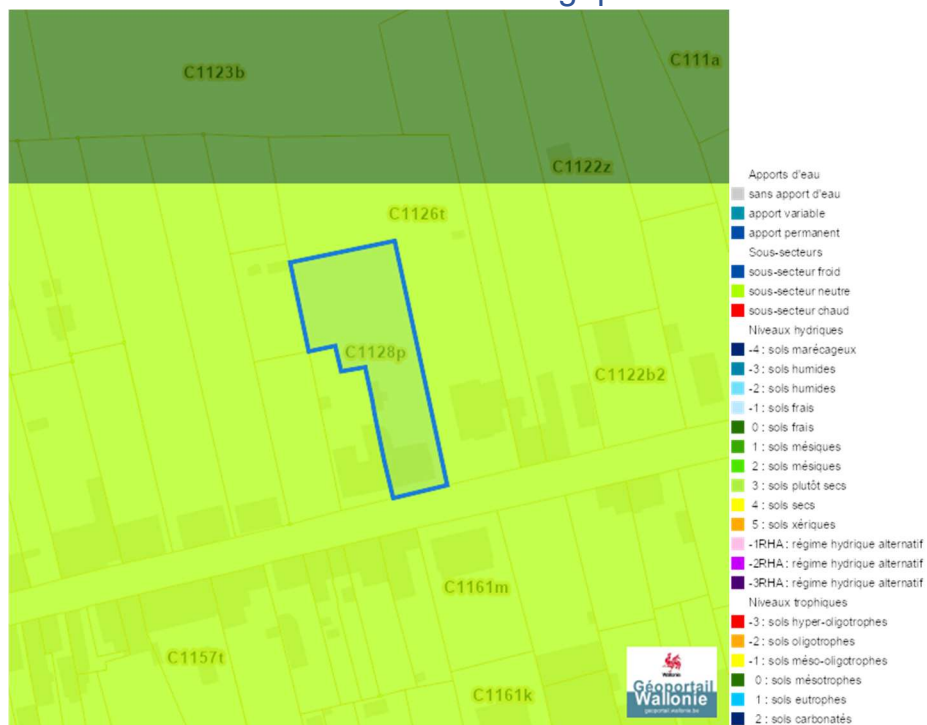 C1123b
C111a
C1122z
C1126t
C1128p
C1122b2
C1161m
C1157t
C1161k
Apports d'eau
sans apport d'eau
apport variable
apport permanent
Sous-secteurs
sous-secteur froid
sous-secteur neutre
sous-secteur chaud
Niveaux hydriques
-4 : sols marécageux
-3 : sols humides
-2 : sols humides
-1 : sols frais
0 : sols frais
1 : sols mésiques
2 : sols mésiques
3 : sols plutôt secs
4 : sols secs
5 : sols xériques
-1RHA : régime hydrique alternatif
-2RHA : régime hydrique alternatif
-3RHA : régime hydrique alternatif
Niveaux trophiques
-3 : sols hyper-oligotrophes
-2 : sols oligotrophes
-1 : sols méso-oligotrophes
0 : sols mésotrophes
1 : sols eutrophes
2 : sols carbonatés
Wallonie
Géoportail
Wallonie
geoportail.wallonie.be